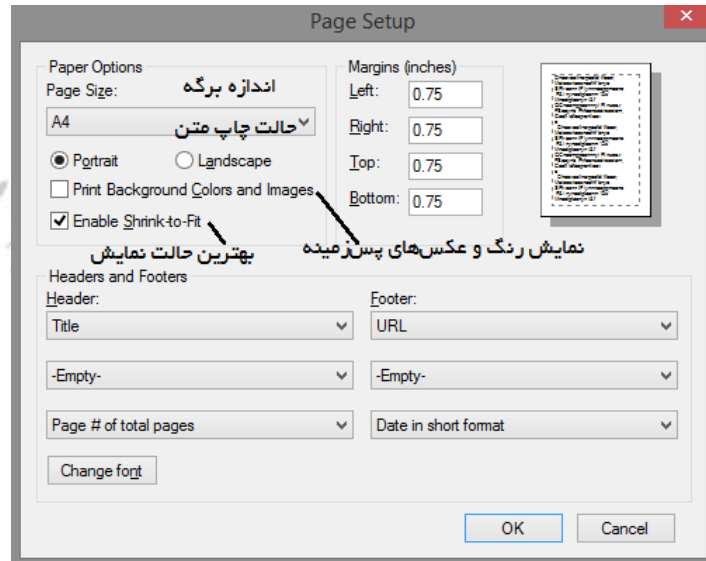 Page Setup
Paper Options
Page Size: اندازه برگه
A4 حالت چاپ متن
Portrait Landscape
Print Background Colors and Images
Enable Shrink-to-Fit
بهترین حالت نمایش
نمایش رنگ و عکس‌های پس‌زمینه
Margins (inches)
Left: 0.75
Right: 0.75
Top: 0.75
Bottom: 0.75
Headers and Footers
Header: Footer:
Title URL
-Empty- -Empty-
Page # of total pages Date in short format
Change font
OK Cancel